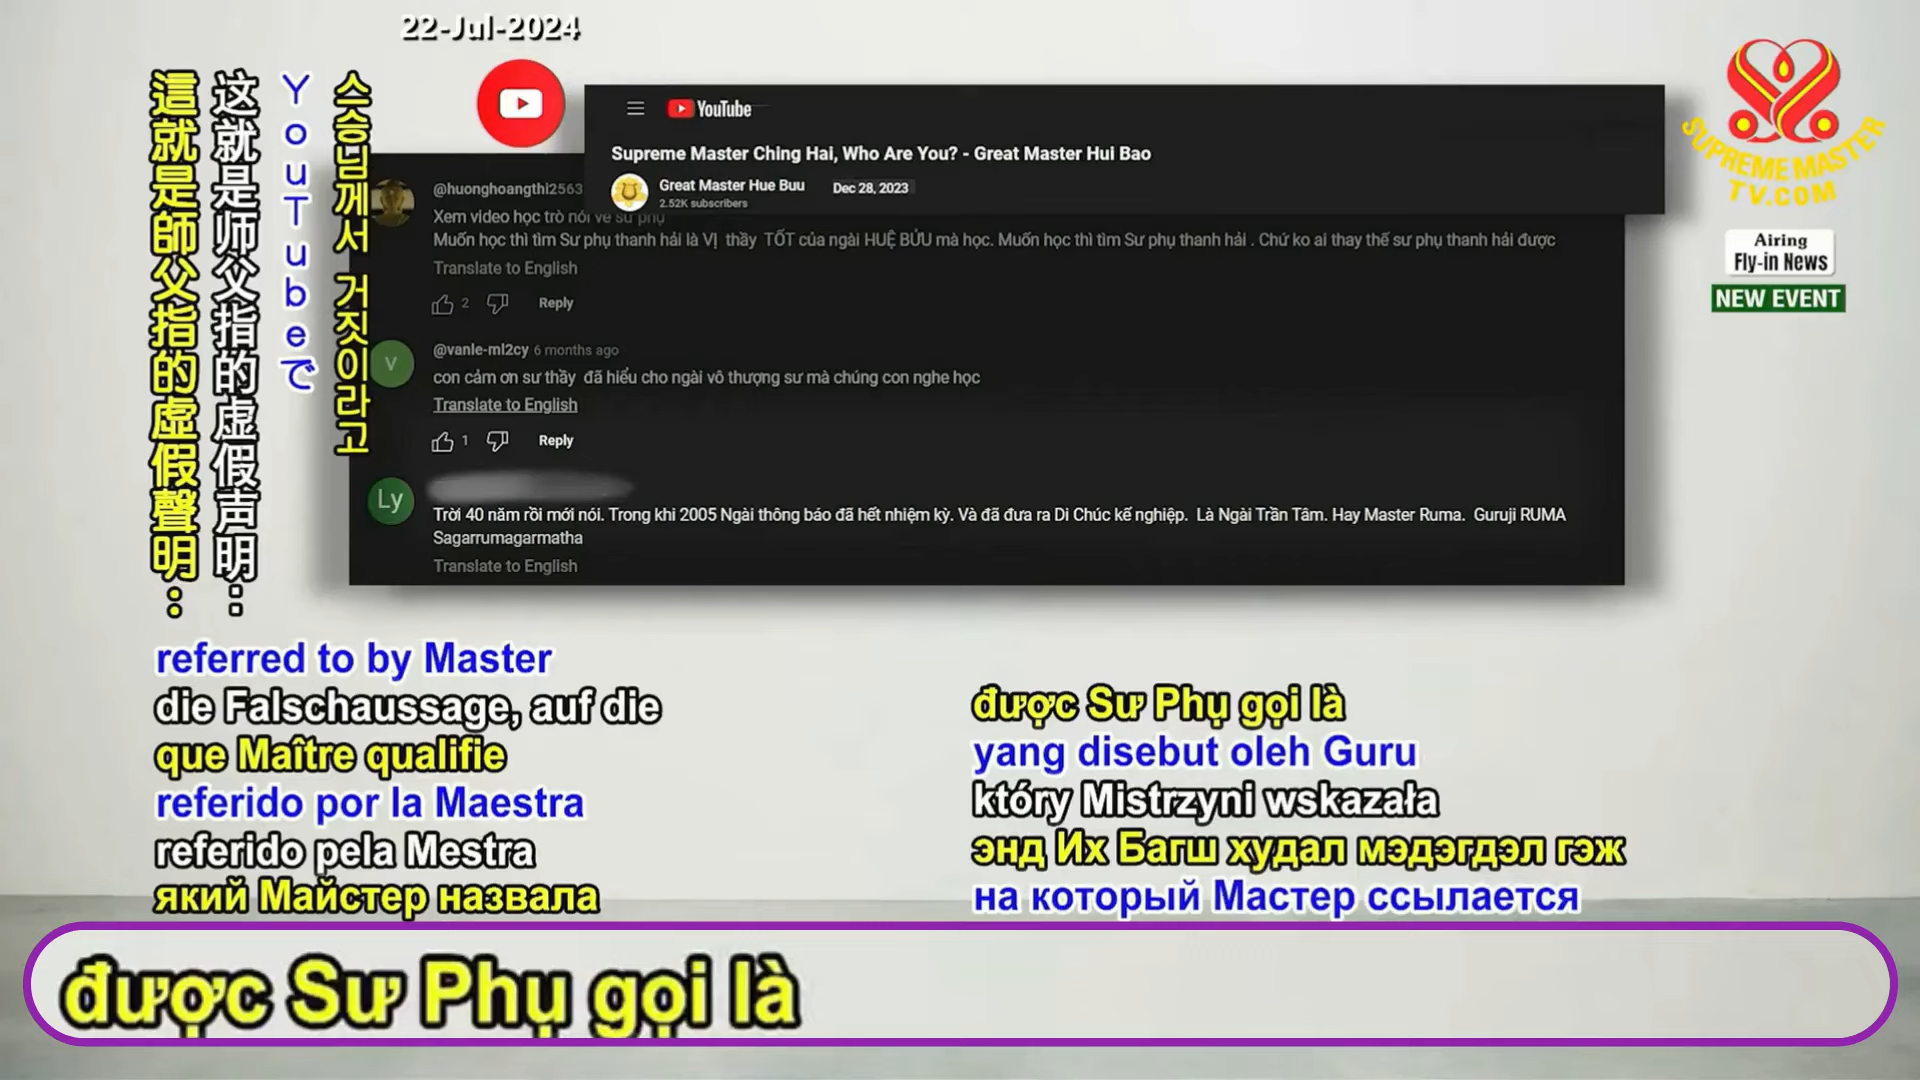 22-Jul-2024
這就是師父指的虛假聲明：
这就是师父指的虚假声明：
YouTubeで
스승님께서 거짓이라고
YouTube
Supreme Master Ching Hai, Who Are You? - Great Master Hui Bao
Great Master Hue Buu Dec 28, 2023
2.52K subscribers
@huonghoangthi2563
Xem video học trò nói về sư phụ
Muốn học thì tìm Sư phụ thanh hải là VỊ thầy TỐT của ngài HUỆ BỬU mà học. Muốn học thì tìm Sư phụ thanh hải . Chứ ko ai thay thế sư phụ thanh hải được
Translate to English
2 Reply
V
@vanle-ml2cy 6 months ago
con cảm ơn sư thầy đã hiểu cho ngài vô thượng sư mà chúng con nghe học
Translate to English
1 Reply
Ly
Trời 40 năm rồi mới nói. Trong khi 2005 Ngài thông báo đã hết nhiệm kỳ. Và đã đưa ra Di Chúc kế nghiệp. Là Ngài Trần Tâm. Hay Master Ruma. Guruji RUMA
Sagarrumagarmatha
Translate to English
SUPREME MASTER
TV.COM
Airing
Fly-in News
NEW EVENT
referred to by Master
die Falschaussage, auf die
que Maître qualifie
referido por la Maestra
referido pela Mestra
який Майстер назвала
được Sư Phụ gọi là
yang disebut oleh Guru
który Mistrzyni wskazała
энд Их Багш худал мэдэгдэл гэж
на который Мастер ссылается
được Sư Phụ gọi là